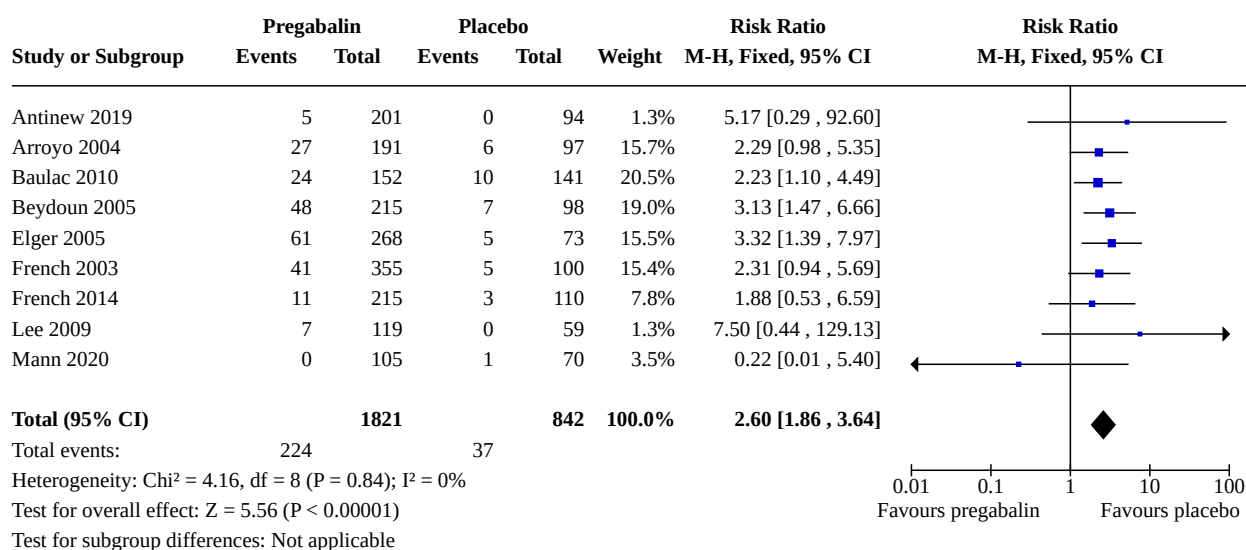 Pregabalin Placebo Risk Ratio Risk Ratio
Study or Subgroup Events Total Events Total Weight M-H, Fixed, 95% CI M-H, Fixed, 95% CI
Antinew 2019 5 201 0 94 1.3% 5.17 [0.29 , 92.60]
Arroyo 2004 27 191 6 97 15.7% 2.29 [0.98 , 5.35]
Baulac 2010 24 152 10 141 20.5% 2.23 [1.10 , 4.49]
Beydoun 2005 48 215 7 98 19.0% 3.13 [1.47 , 6.66]
Elger 2005 61 268 5 73 15.5% 3.32 [1.39 , 7.97]
French 2003 41 355 5 100 15.4% 2.31 [0.94 , 5.69]
French 2014 11 215 3 110 7.8% 1.88 [0.53 , 6.59]
Lee 2009 7 119 0 59 1.3% 7.50 [0.44 , 129.13]
Mann 2020 0 105 1 70 3.5% 0.22 [0.01 , 5.40]
Total (95% CI) 1821 842 100.0% 2.60 [1.86 , 3.64]
Total events: 224 37
Heterogeneity: Chi² = 4.16, df = 8 (P = 0.84); I² = 0%
Test for overall effect: Z = 5.56 (P < 0.00001)
Test for subgroup differences: Not applicable
0.01 0.1 1 10 100
Favours pregabalin Favours placebo